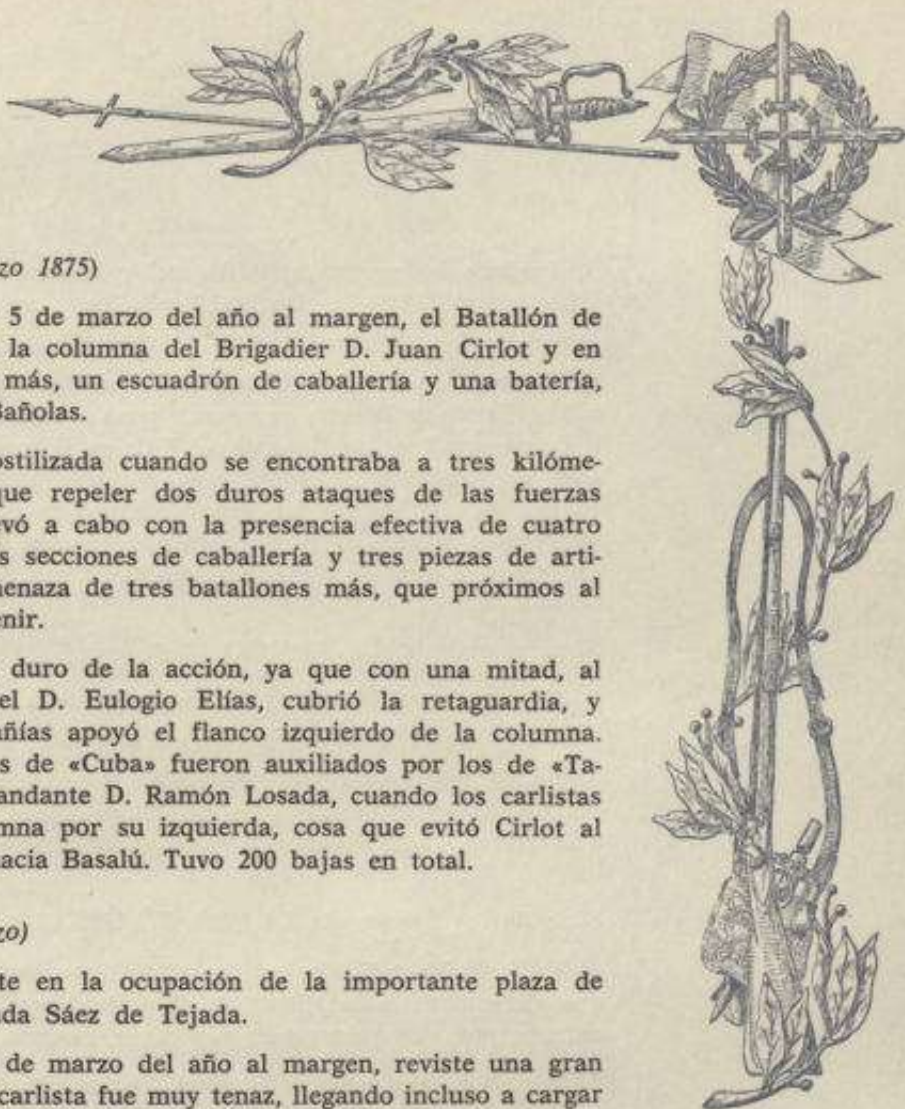 zo 1875)
5 de marzo del año al margen, el Batallón de
la columna del Brigadier D. Juan Cirlot y en
más, un escuadrón de caballería y una batería,
Bañolas.
ostilizada cuando se encontraba a tres kilóme-
que repeler dos duros ataques de las fuerzas
evó a cabo con la presencia efectiva de cuatro
s secciones de caballería y tres piezas de arti-
menaza de tres batallones más, que próximos al
enir.
duro de la acción, ya que con una mitad, al
el D. Eulogio Elías, cubrió la retaguardia, y
añías apoyó el flanco izquierdo de la columna.
s de «Cuba» fueron auxiliados por los de «Ta-
andante D. Ramón Losada, cuando los carlistas
umna por su izquierda, cosa que evitó Cirlot al
acia Basalú. Tuvo 200 bajas en total.
zo)
te en la ocupación de la importante plaza de
da Sáez de Tejada.
de marzo del año al margen, reviste una gran
carlista fue muy tenaz, llegando incluso a cargar